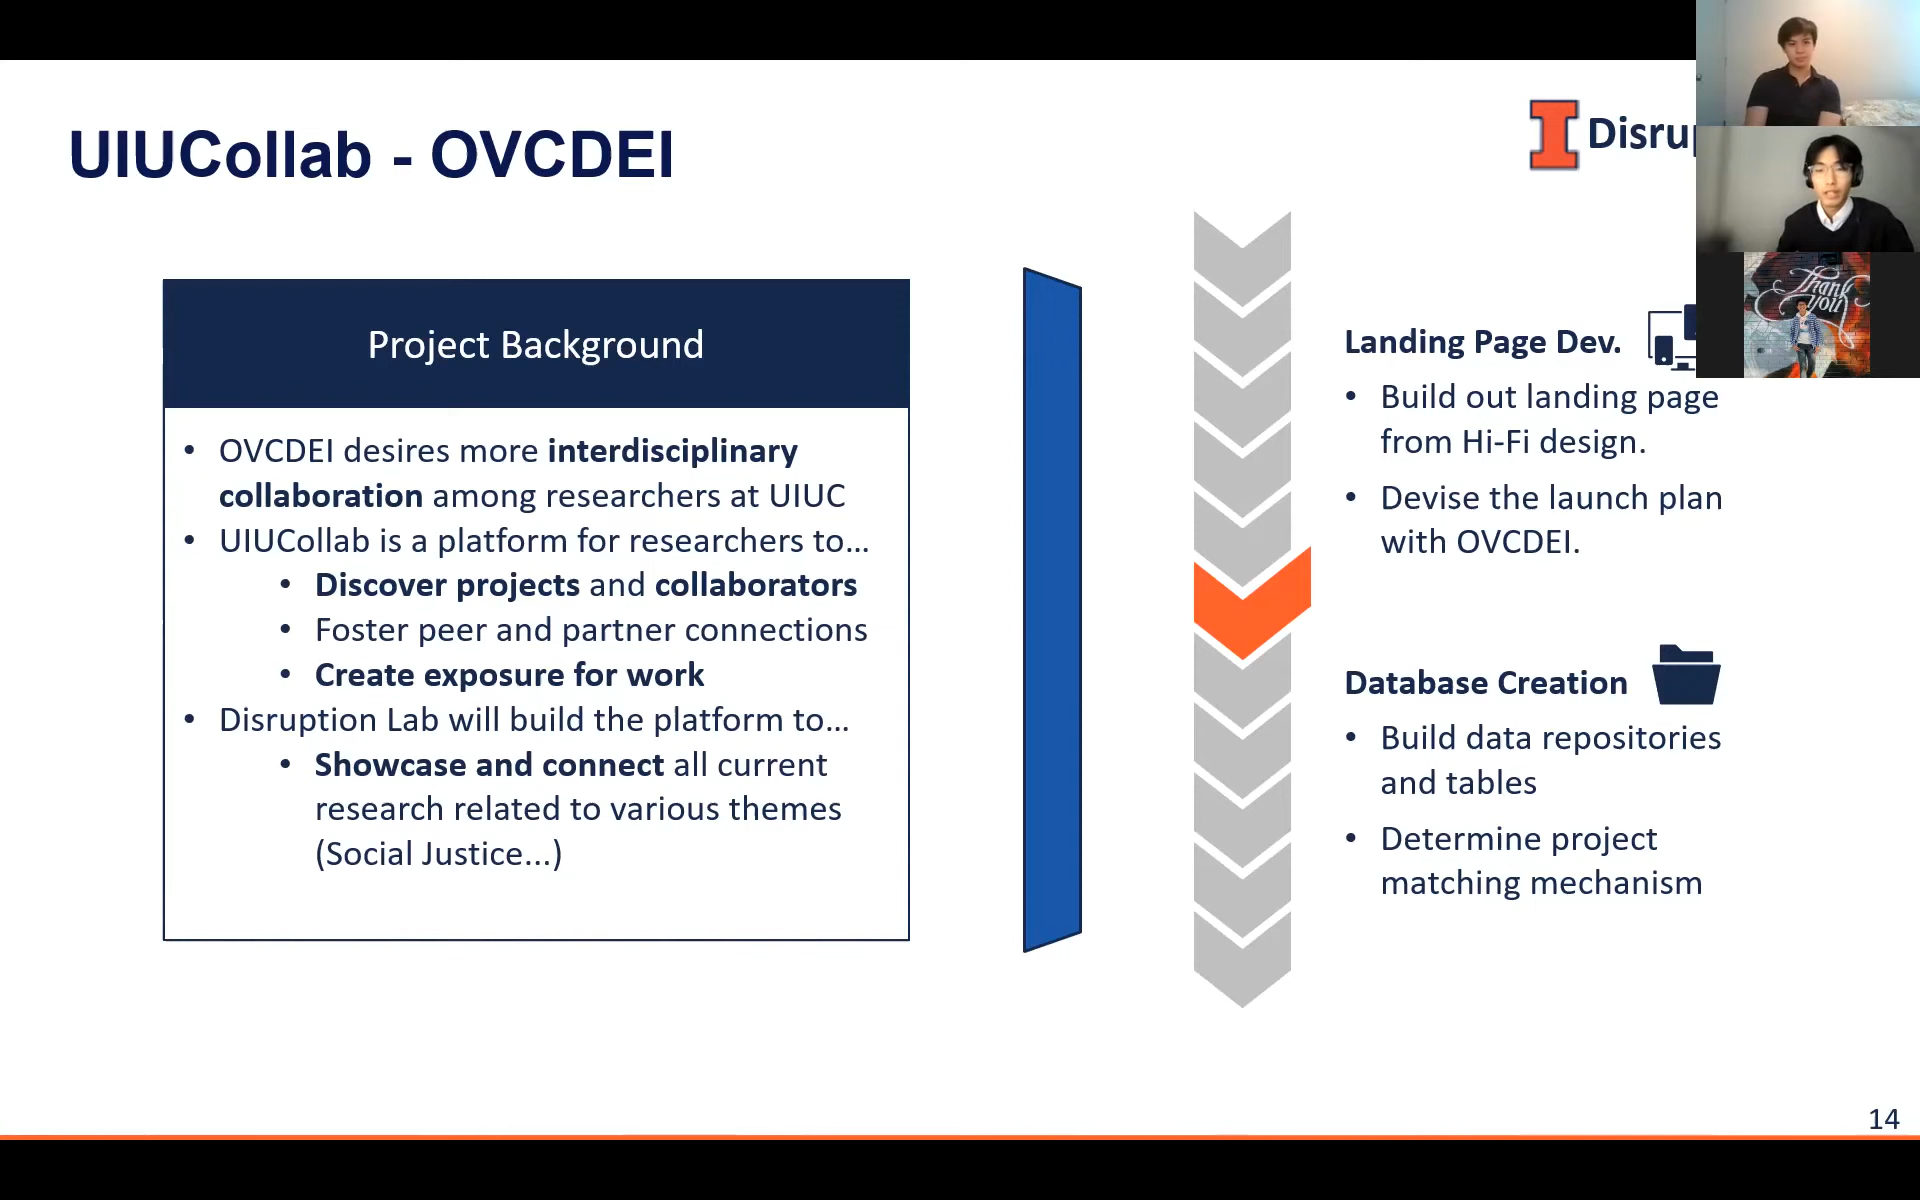 UIUCollab - OVCDEI
Project Background
• OVCDEI desires more interdisciplinary
collaboration among researchers at UIUC
• UIUCollab is a platform for researchers to...
• Discover projects and collaborators
• Foster peer and partner connections
• Create exposure for work
• Disruption Lab will build the platform to...
• Showcase and connect all current
research related to various themes
(Social Justice...)
I Disrup
Thank
you
Landing Page Dev.
• Build out landing page
from Hi-Fi design.
• Devise the launch plan
with OVCDEI.
Database Creation
• Build data repositories
and tables
• Determine project
matching mechanism
14